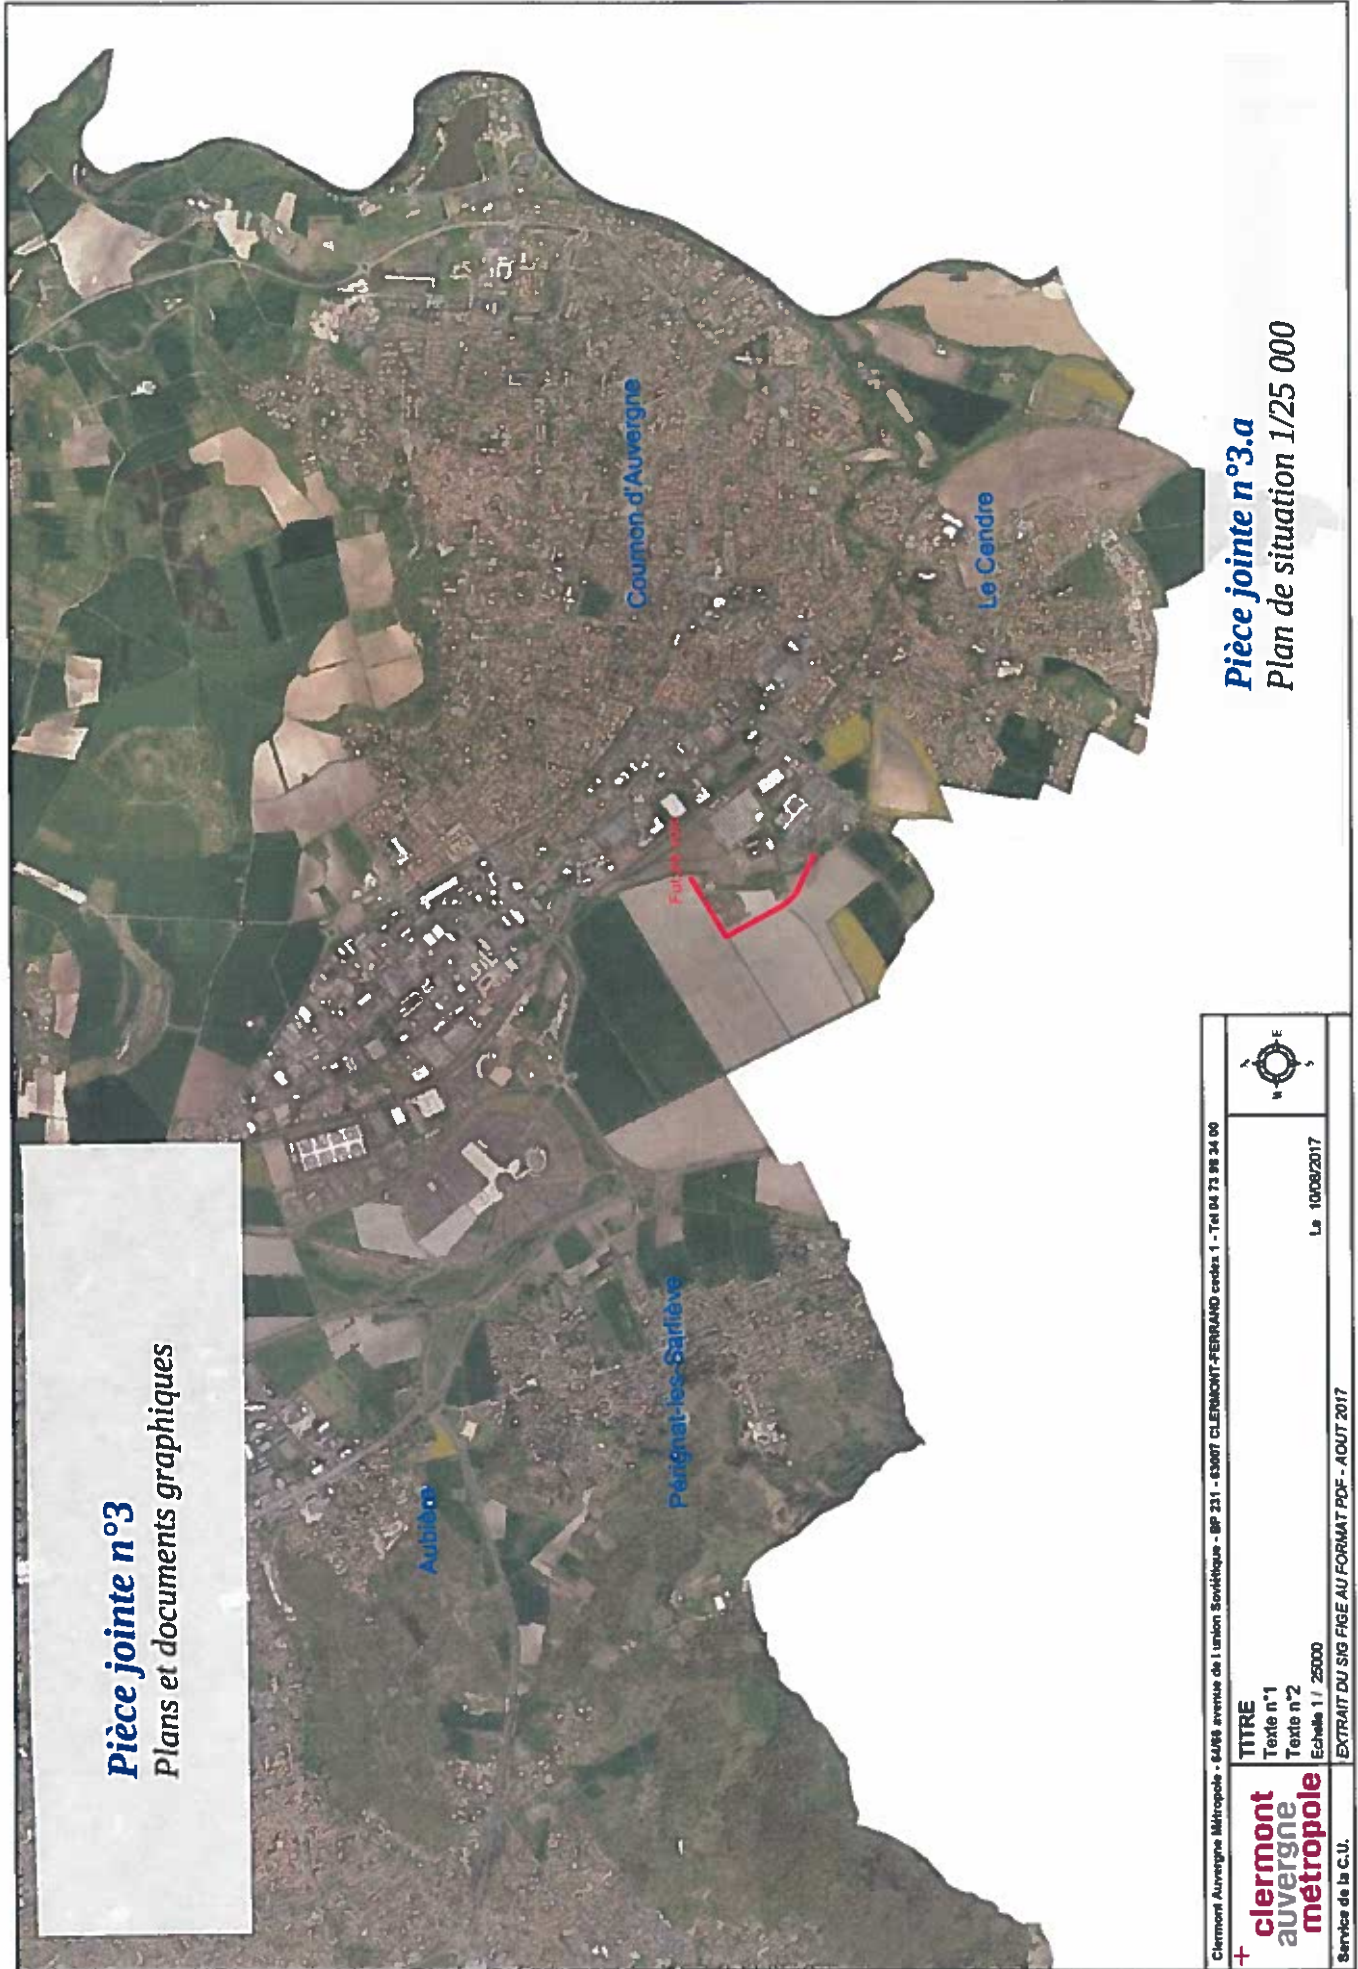 Pièce jointe n°3
Plans et documents graphiques
Aubière
Pérignat-les-Sarliève
Cournon d'Auvergne
Le Cendre
Pièce jointe n°3.a
Plan de situation 1/25 000
Clermont Auvergne Métropole - 64/66 avenue de l union Soviétique - BP 231 - 63007 CLERMONT-FERRAND cedex 1 - Tel 04 73 98 34 00
+ clermont
auvergne
métropole
TITRE
Texte n°1
Texte n°2
Echelle 1 / 25000
Le 10/08/2017
N
W
E
S
Service de la C.U.
EXTRAIT DU SIG FIGE AU FORMAT PDF - AOUT 2017